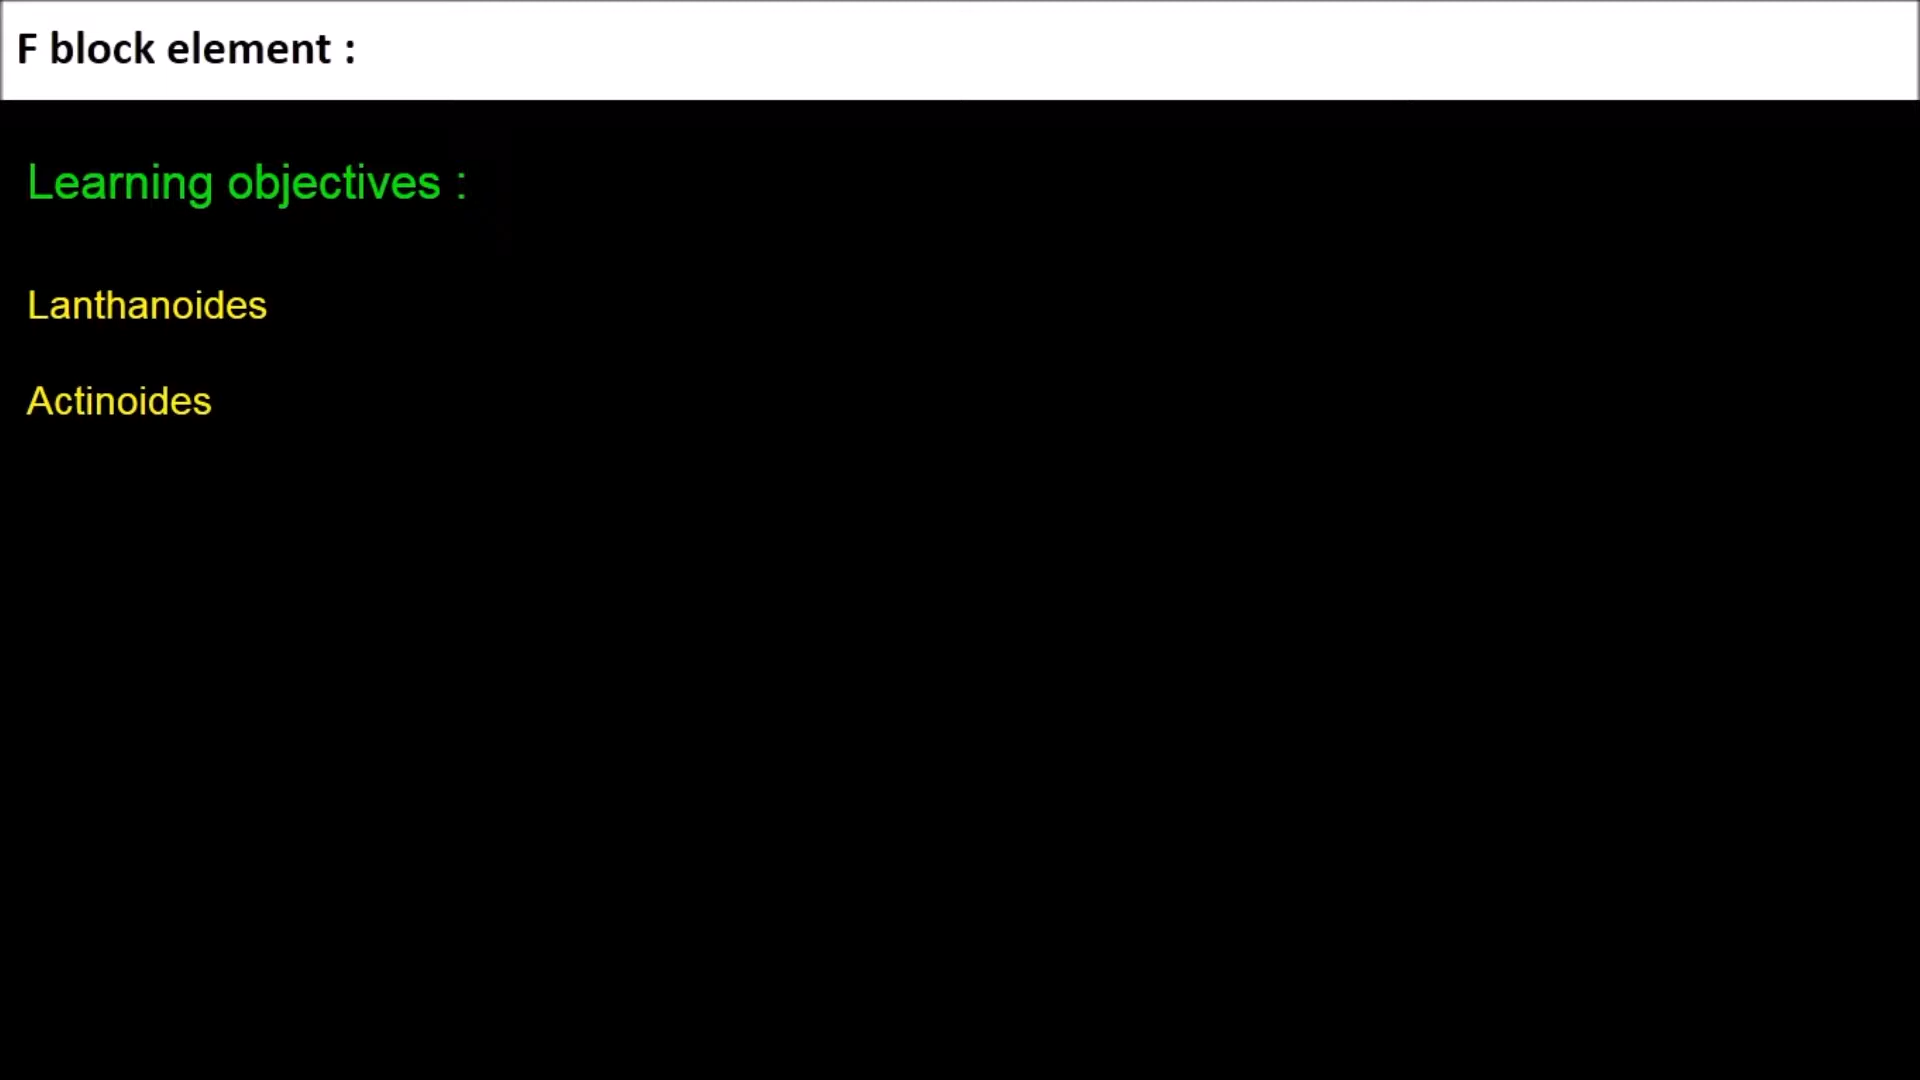 F block element :
Learning objectives :
Lanthanoides
Actinoides